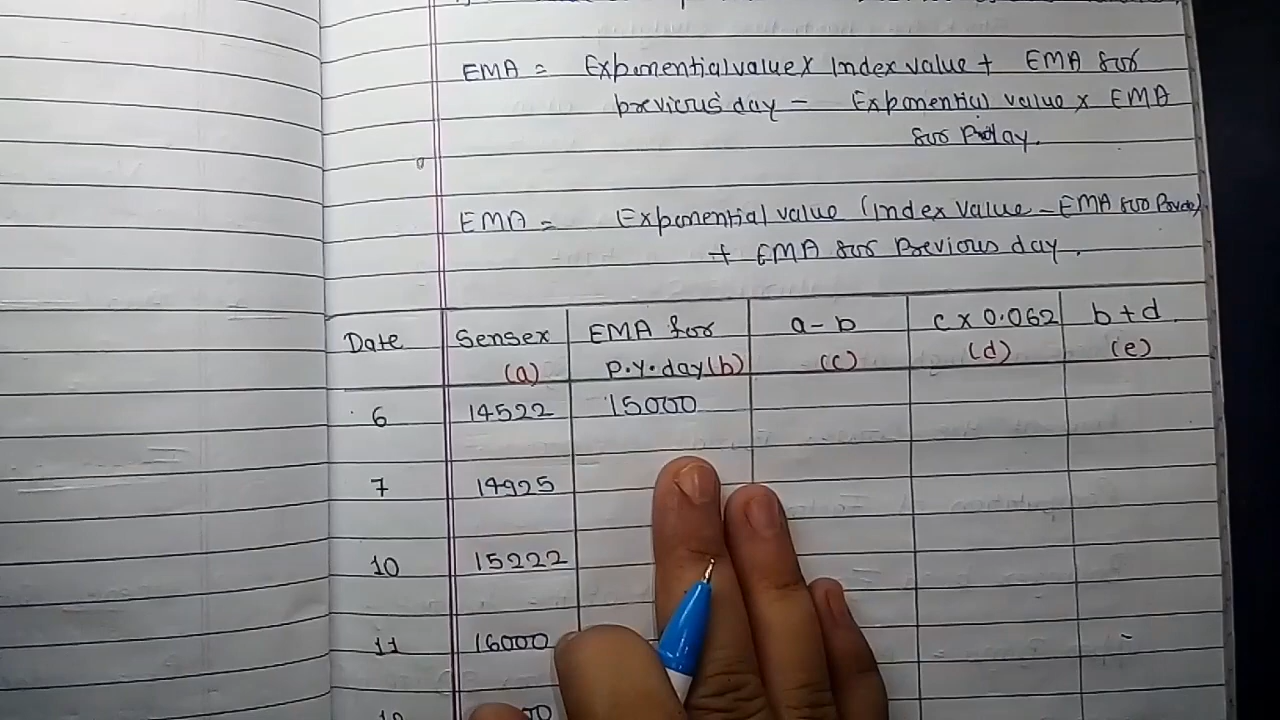 EMA = Exponential value x Index value + EMA for
previous day - Exponential value x EMA
for P.day.
EMA = Exponential value (Index value - EMA for
+ EMA for Previous day.
Date Sensex EMA for a-b c x 0.062 b+d
(a) p.y.day(b) (c) (d) (e)
6 14522 15000
7 14925
10 15222
11 16000 -